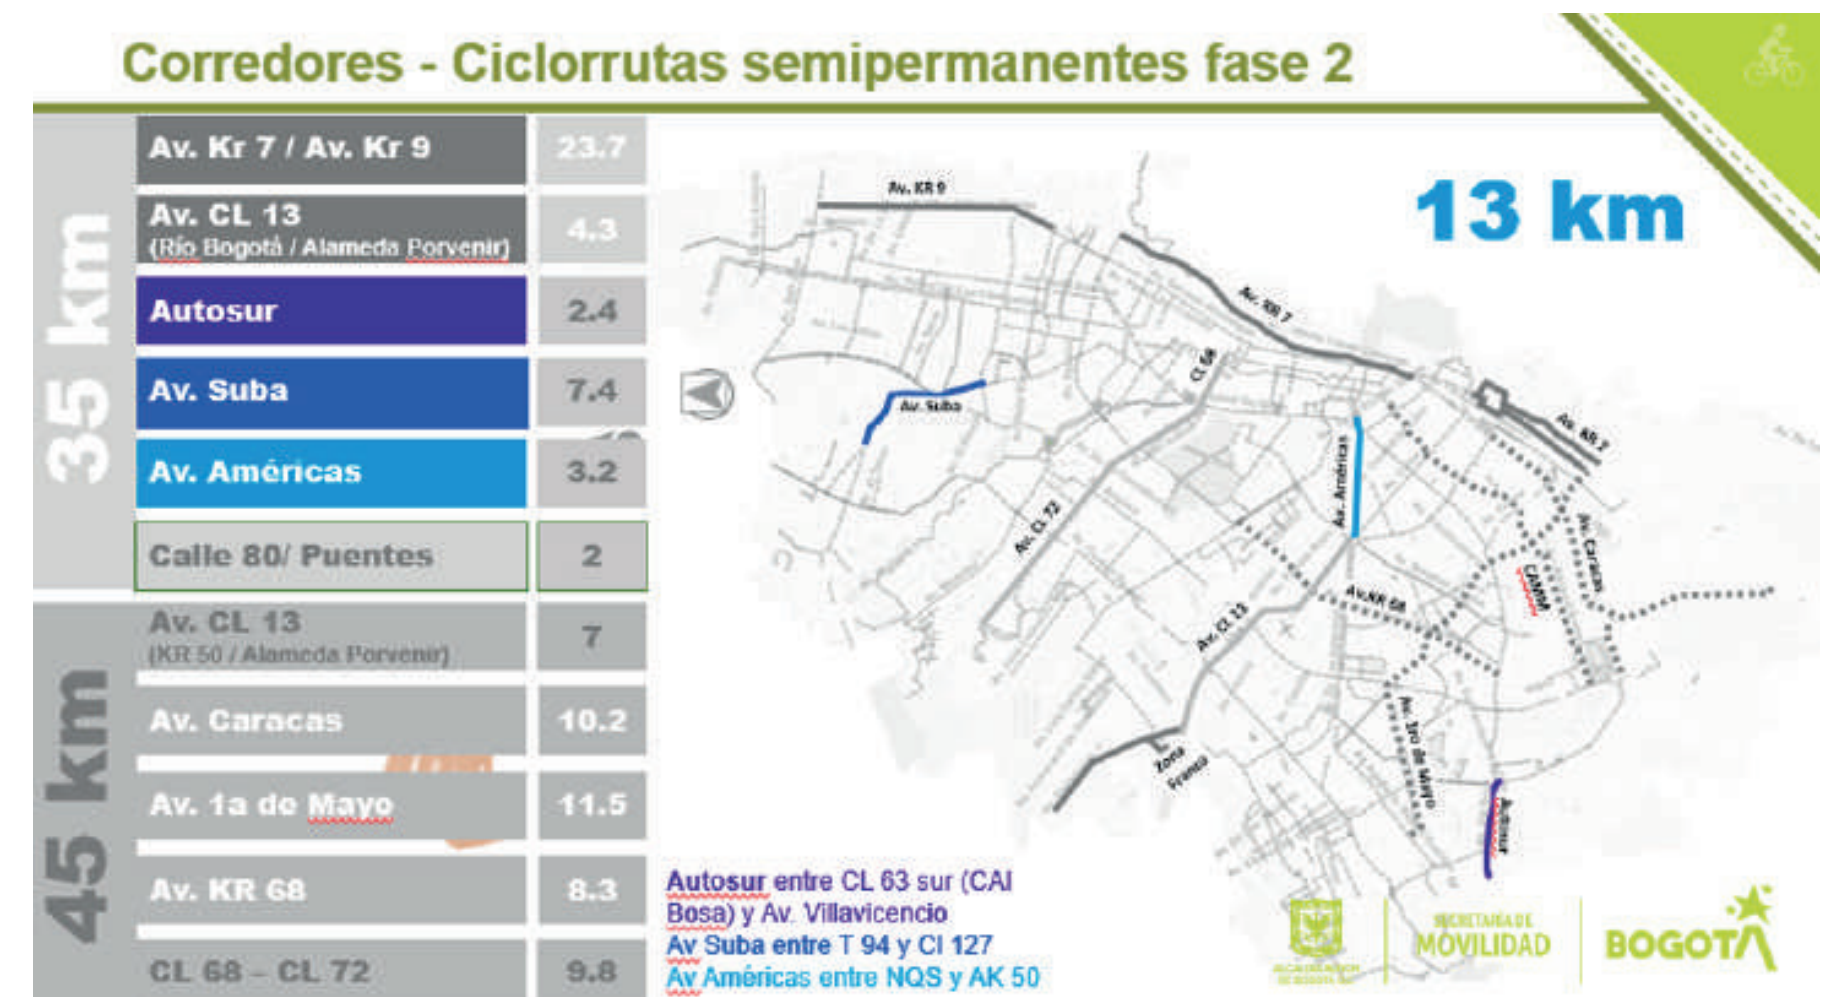 Corredores - Ciclorrutas semipermanentes fase 2
35 km
Av. Kr 7 / Av. Kr 9
23.7
Av. CL 13
(Río Bogotá / Alameda Porvenir)
4.3
Autosur
2.4
Av. Suba
7.4
Av. Américas
3.2
Calle 80/ Puentes
2
45 km
Av. CL 13
(KR 50 / Alameda Porvenir)
7
Av. Caracas
10.2
Av. 1a de Mayo
11.5
Av. KR 68
8.3
CL 68 – CL 72
9.8
13 km
Av. KR 9
Av. KR 7
CL 68
Av. Suba
Av. KR 7
Av. Américas
Av. CL 72
Av. Caracas
CAMM
Av.KR 68
Av. CL 13
Av. 1ro de Mayo
Zona
Franca
Autosur
Autosur entre CL 63 sur (CAI
Bosa) y Av. Villavicencio
Av Suba entre T 94 y Cl 127
Av Américas entre NQS y AK 50
SECRETARÍA DE
MOVILIDAD
BOGOTÁ